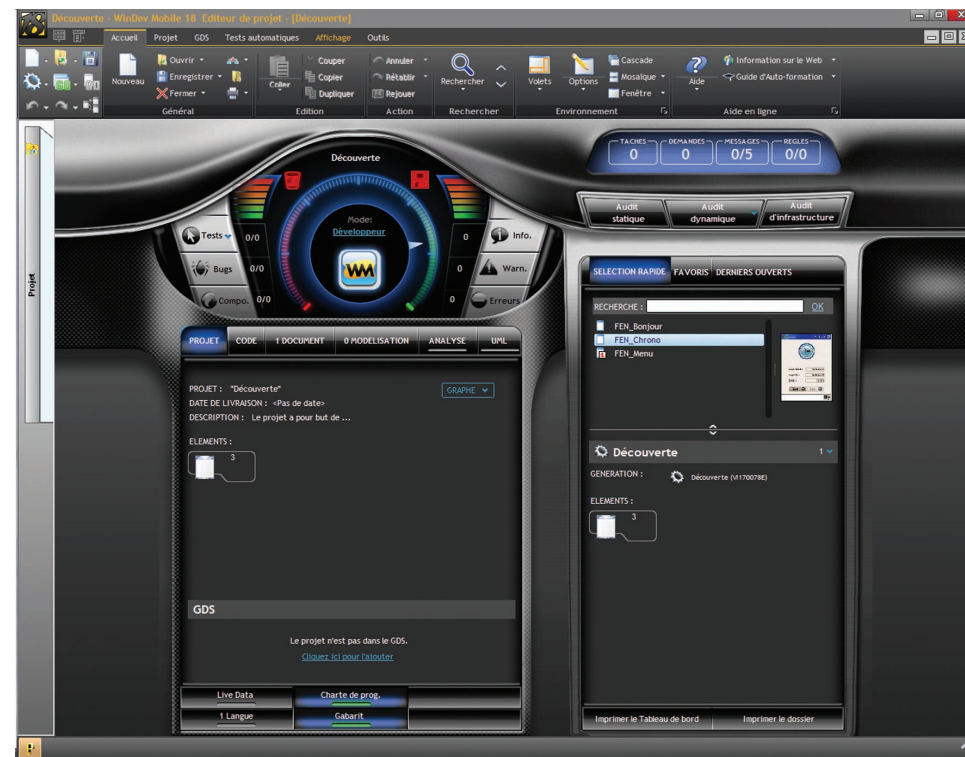 Découverte - WinDev Mobile 18 Editeur de projet - [Découverte]
Accueil Projet GDS Tests automatiques Affichage Outils
Nouveau
Ouvrir
Enregistrer
Fermer
Général
Coller
Couper
Copier
Dupliquer
Edition
Annuler
Rétablir
Rejouer
Action
Rechercher
Rechercher
Volets
Options
Cascade
Mosaïque
Fenêtre
Environnement
Aide
Information sur le Web
Guide d'Auto-formation
Aide en ligne
Projet
Découverte
Mode:
Développeur
Tests 0/0
Bugs 0/0
Compo. 0/0
0 Info.
0 Warn.
0 Erreurs
TACHES DEMANDES MESSAGES REGLES
0 0 0/5 0/0
Audit statique
Audit dynamique
Audit d'infrastructure
PROJET CODE 1 DOCUMENT 0 MODELISATION ANALYSE UML
PROJET : "Découverte"
GRAPHE
DATE DE LIVRAISON : <Pas de date>
DESCRIPTION : Le projet a pour but de ...
ELEMENTS :
3
GDS
Le projet n'est pas dans le GDS.
Cliquez ici pour l'ajouter
Live Data Charte de prog.
1 Langue Gabarit
SELECTION RAPIDE FAVORIS DERNIERS OUVERTS
RECHERCHE : OK
FEN_Bonjour
FEN_Chrono
FEN_Menu
Découverte 1
GENERATION : Découverte (VI170078E)
ELEMENTS :
3
Imprimer le Tableau de bord Imprimer le dossier